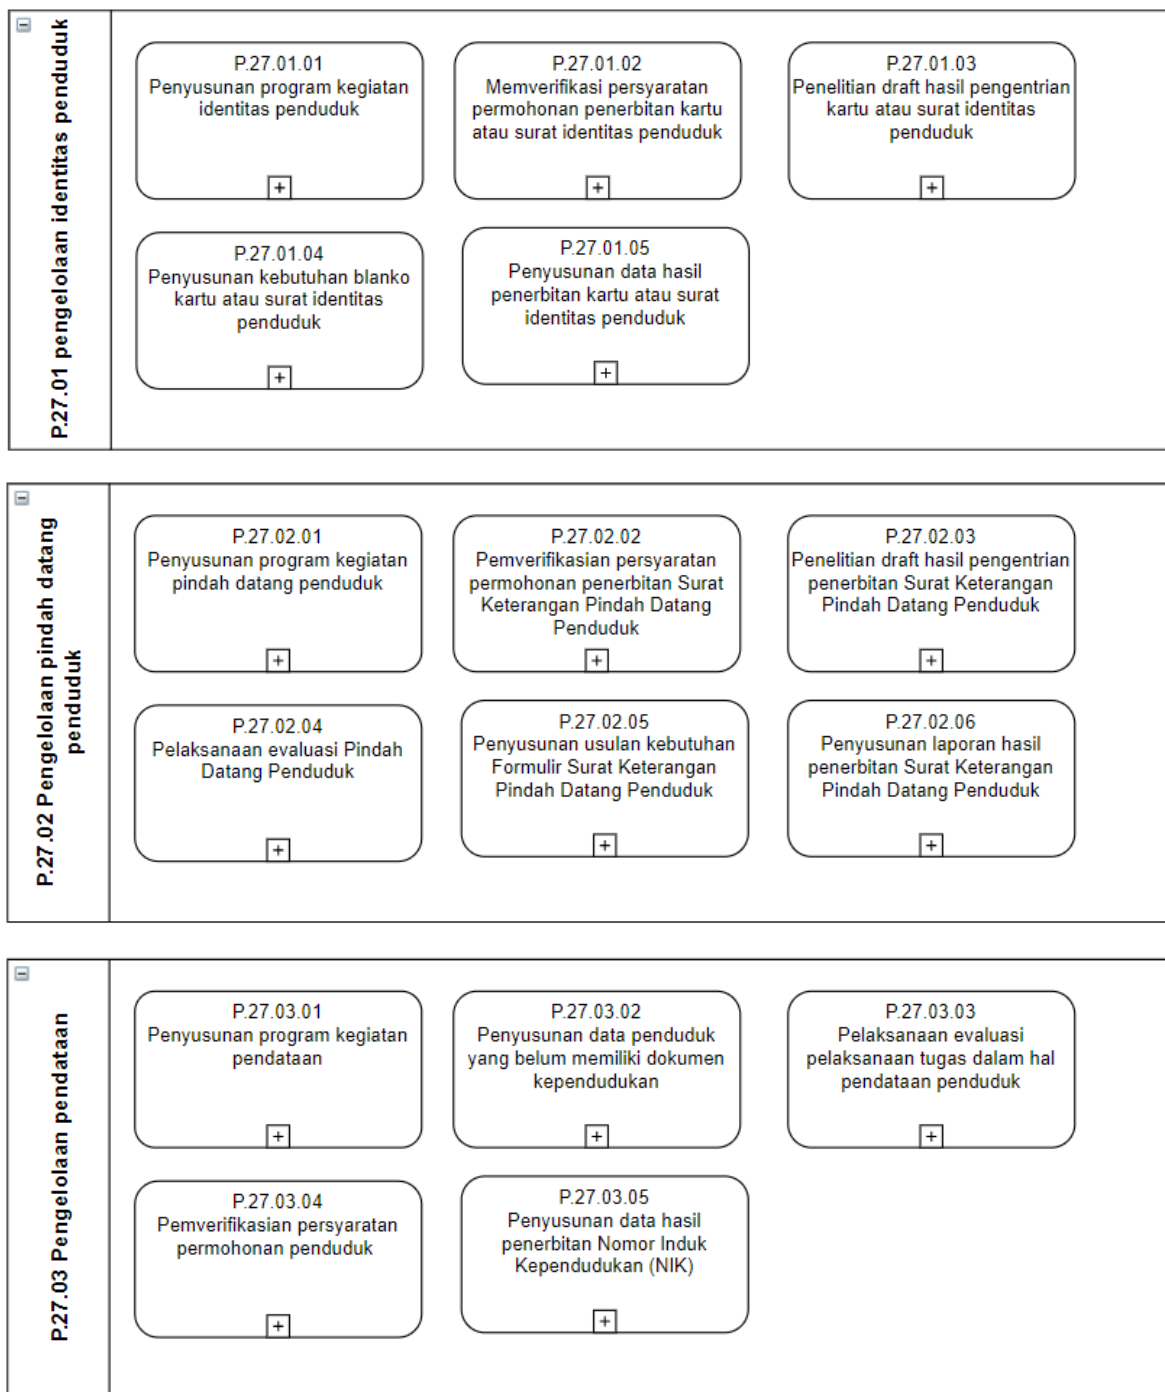 P.27.01 pengelolaan identitas penduduk
P.27.01.01
Penyusunan program kegiatan
identitas penduduk
P.27.01.02
Memverifikasi persyaratan
permohonan penerbitan kartu
atau surat identitas penduduk
P.27.01.03
Penelitian draft hasil pengentrian
kartu atau surat identitas
penduduk
P.27.01.04
Penyusunan kebutuhan blanko
kartu atau surat identitas
penduduk
P.27.01.05
Penyusunan data hasil
penerbitan kartu atau surat
identitas penduduk
P.27.02 Pengelolaan pindah datang
penduduk
P.27.02.01
Penyusunan program kegiatan
pindah datang penduduk
P.27.02.02
Pemverifikasian persyaratan
permohonan penerbitan Surat
Keterangan Pindah Datang
Penduduk
P.27.02.03
Penelitian draft hasil pengentrian
penerbitan Surat Keterangan
Pindah Datang Penduduk
P.27.02.04
Pelaksanaan evaluasi Pindah
Datang Penduduk
P.27.02.05
Penyusunan usulan kebutuhan
Formulir Surat Keterangan
Pindah Datang Penduduk
P.27.02.06
Penyusunan laporan hasil
penerbitan Surat Keterangan
Pindah Datang Penduduk
P.27.03 Pengelolaan pendataan
P.27.03.01
Penyusunan program kegiatan
pendataan
P.27.03.02
Penyusunan data penduduk
yang belum memiliki dokumen
kependudukan
P.27.03.03
Pelaksanaan evaluasi
pelaksanaan tugas dalam hal
pendataan penduduk
P.27.03.04
Pemverifikasian persyaratan
permohonan penduduk
P.27.03.05
Penyusunan data hasil
penerbitan Nomor Induk
Kependudukan (NIK)